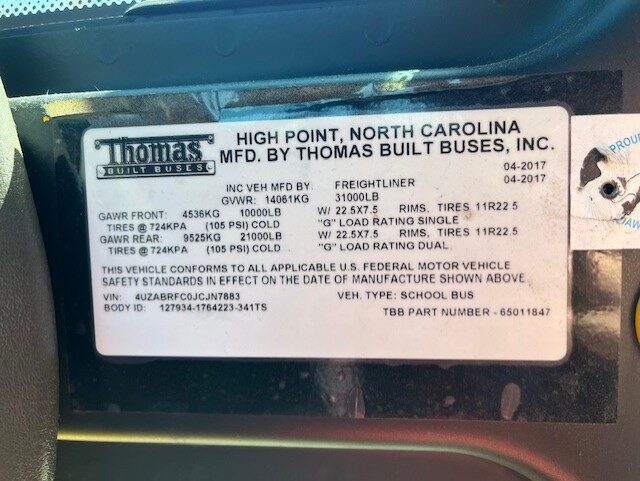 Thomas
BUILT BUSES
HIGH POINT, NORTH CAROLINA
MFD. BY THOMAS BUILT BUSES, INC.
INC VEH MFD BY: FREIGHTLINER 04-2017
GVWR: 14061KG 31000LB 04-2017
GAWR FRONT: 4536KG 10000LB W/ 22.5X7.5 RIMS, TIRES 11R22.5
TIRES @ 724KPA (105 PSI) COLD "G" LOAD RATING SINGLE
GAWR REAR: 9525KG 21000LB W/ 22.5X7.5 RIMS, TIRES 11R22.5
TIRES @ 724KPA (105 PSI) COLD "G" LOAD RATING DUAL
THIS VEHICLE CONFORMS TO ALL APPLICABLE U.S. FEDERAL MOTOR VEHICLE
SAFETY STANDARDS IN EFFECT ON THE DATE OF MANUFACTURE SHOWN ABOVE.
VIN: 4UZABRFC0JCJN7883 VEH. TYPE: SCHOOL BUS
BODY ID: 127934-1764223-341TS TBB PART NUMBER - 65011847